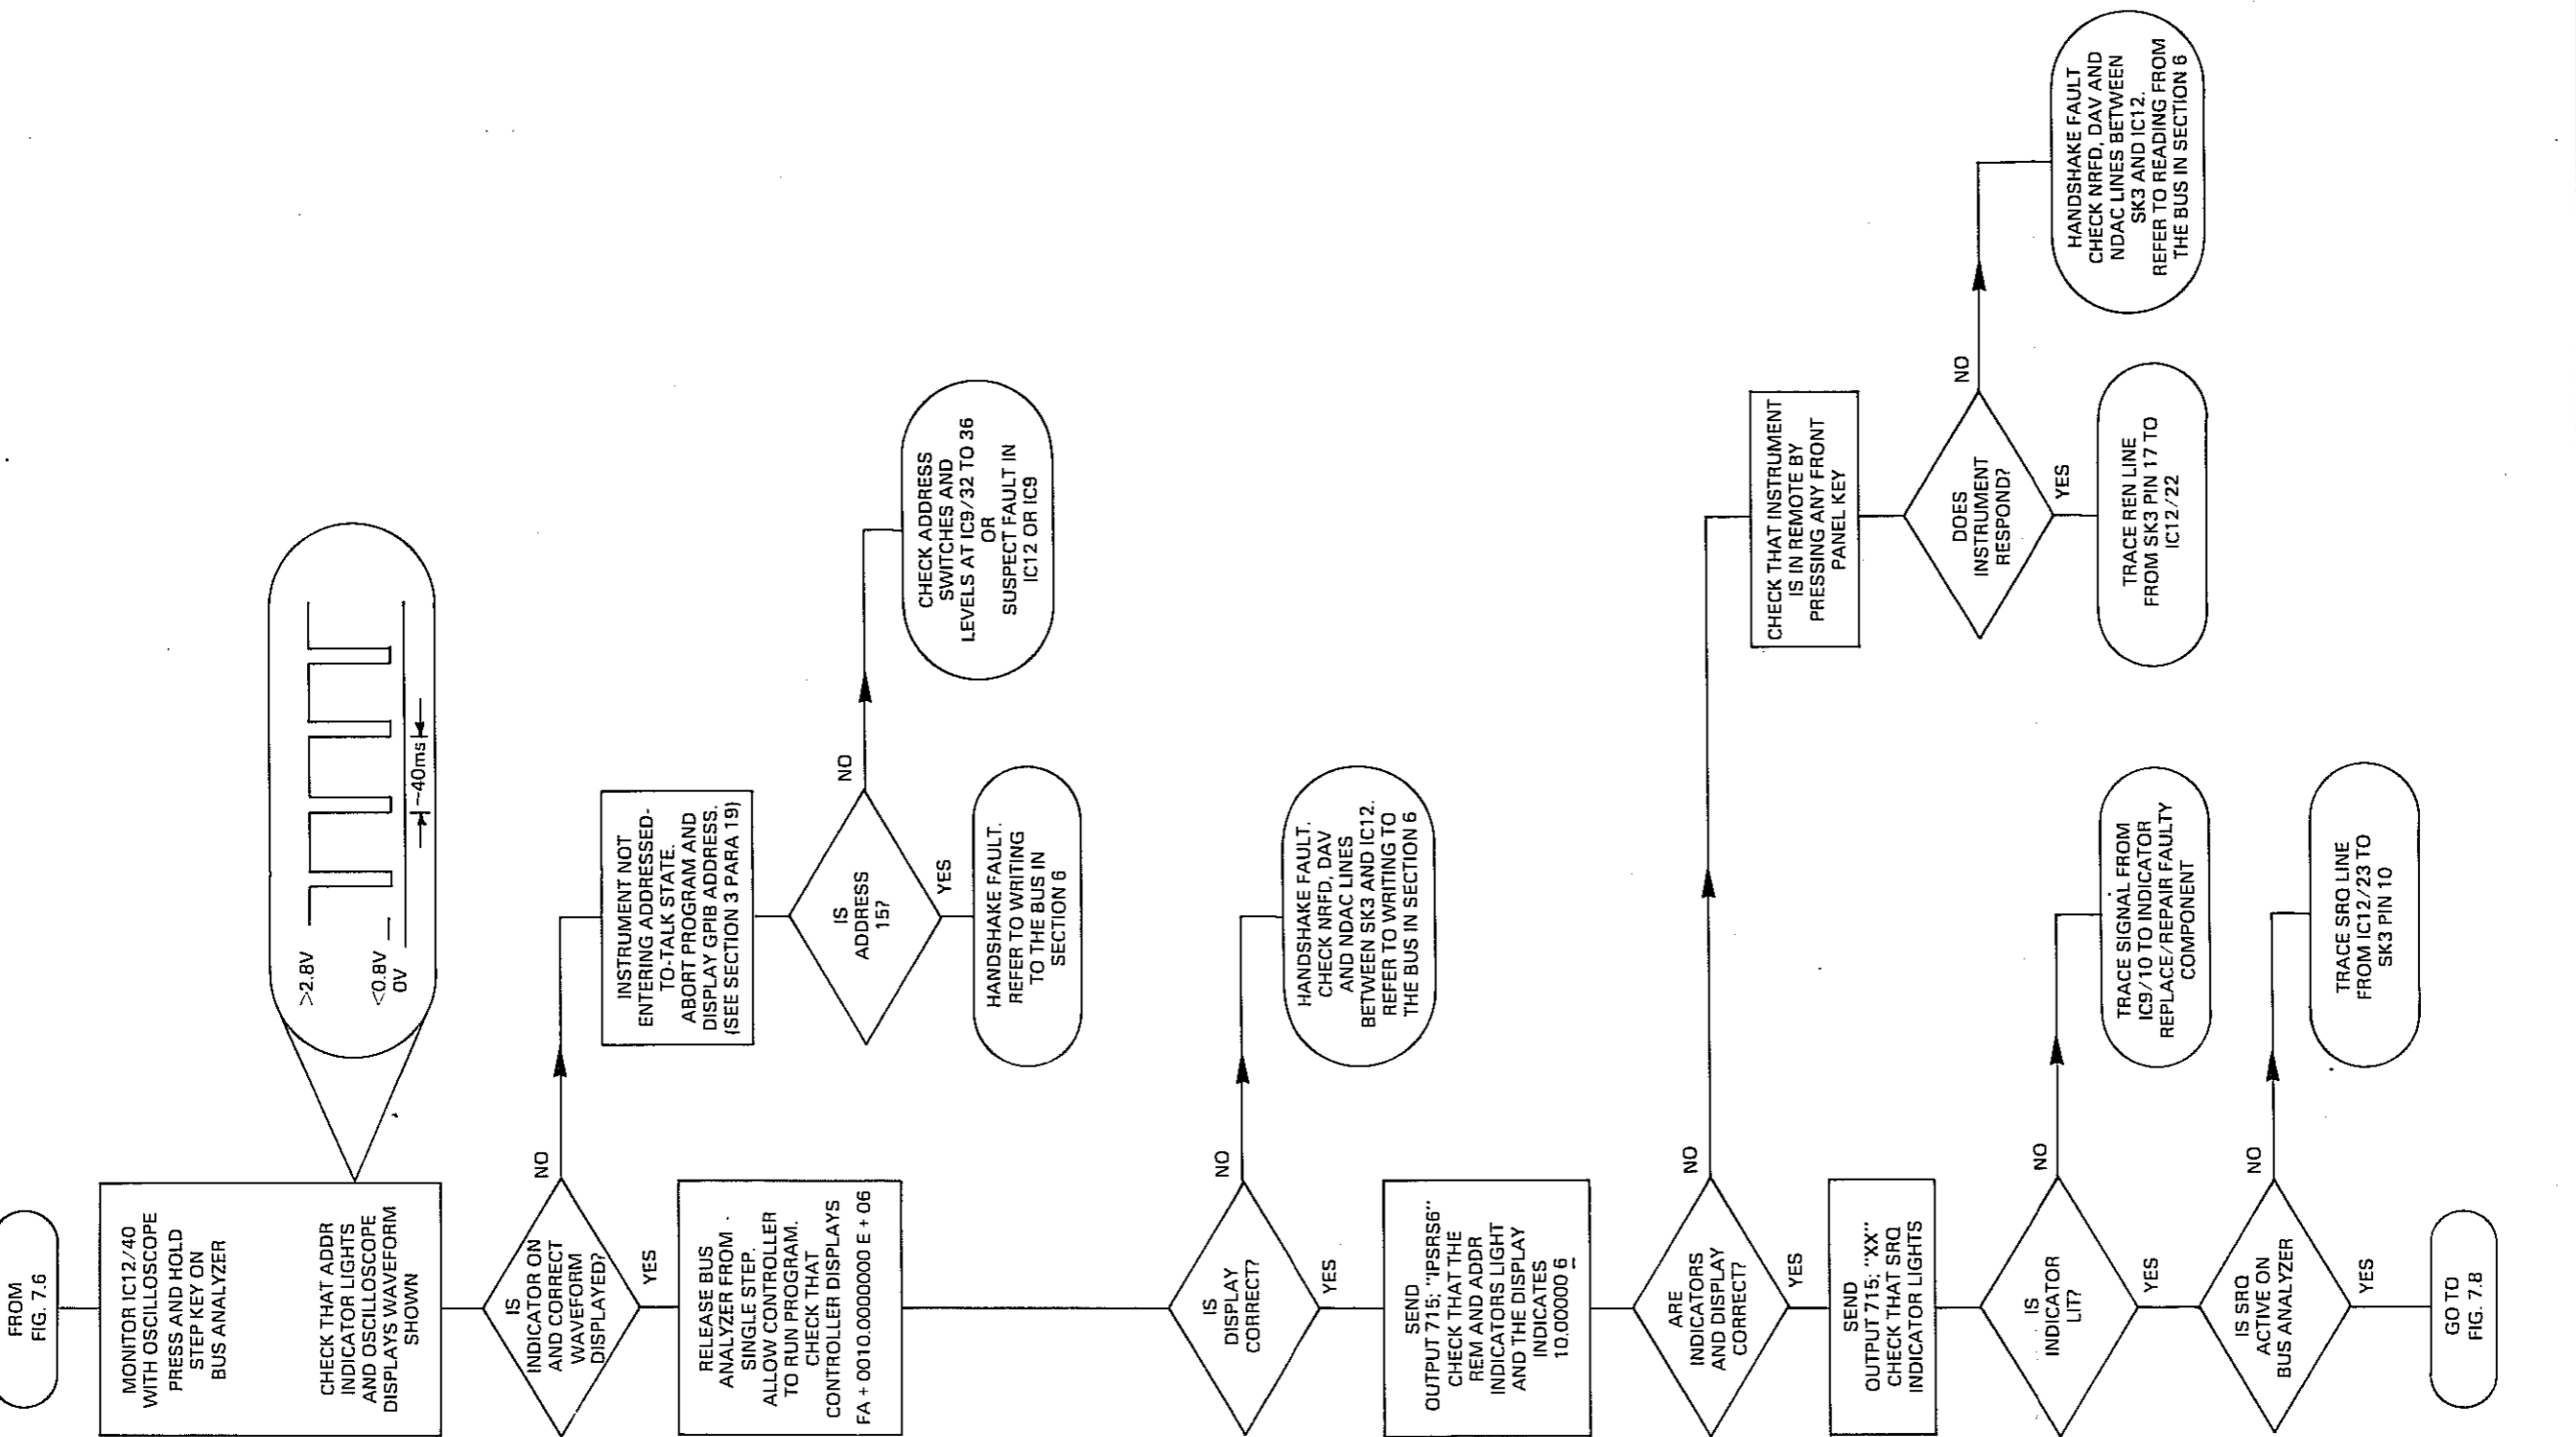 FROM
FIG. 7.6
MONITOR IC12/40
WITH OSCILLOSCOPE
PRESS AND HOLD
STEP KEY ON
BUS ANALYZER
CHECK THAT ADDR
INDICATOR LIGHTS
AND OSCILLOSCOPE
DISPLAYS WAVEFORM
SHOWN
>2.8V
<0.8V
0V
~40ms
IS
INDICATOR ON
AND CORRECT
WAVEFORM
DISPLAYED?
NO
YES
INSTRUMENT NOT
ENTERING ADDRESSED-
TO-TALK STATE.
ABORT PROGRAM AND
DISPLAY GPIB ADDRESS.
(SEE SECTION 3 PARA 19)
IS
ADDRESS
15?
NO
YES
CHECK ADDRESS
SWITCHES AND
LEVELS AT IC9/32 TO 36
OR
SUSPECT FAULT IN
IC12 OR IC9
HANDSHAKE FAULT.
REFER TO WRITING
TO THE BUS IN
SECTION 6
RELEASE BUS
ANALYZER FROM
SINGLE STEP.
ALLOW CONTROLLER
TO RUN PROGRAM.
CHECK THAT
CONTROLLER DISPLAYS
FA + 0010.0000000 E + 06
IS
DISPLAY
CORRECT?
NO
YES
HANDSHAKE FAULT.
CHECK NRFD, DAV
AND NDAC LINES
BETWEEN SK3 AND IC12.
REFER TO WRITING TO
THE BUS IN SECTION 6
SEND
OUTPUT 715; "IPSRS6"
CHECK THAT THE
REM AND ADDR
INDICATORS LIGHT
AND THE DISPLAY
INDICATES
10.00000 6
ARE
INDICATORS
AND DISPLAY
CORRECT?
NO
YES
CHECK THAT INSTRUMENT
IS IN REMOTE BY
PRESSING ANY FRONT
PANEL KEY
DOES
INSTRUMENT
RESPOND?
NO
YES
HANDSHAKE FAULT
CHECK NRFD, DAV AND
NDAC LINES BETWEEN
SK3 AND IC12.
REFER TO READING FROM
THE BUS IN SECTION 6
TRACE REN LINE
FROM SK3 PIN 17 TO
IC12/22
SEND
OUTPUT 715; "XX"
CHECK THAT SRQ
INDICATOR LIGHTS
IS
INDICATOR
LIT?
NO
YES
TRACE SIGNAL FROM
IC9/10 TO INDICATOR
REPLACE/REPAIR FAULTY
COMPONENT
IS SRQ
ACTIVE ON
BUS ANALYZER
NO
YES
TRACE SRQ LINE
FROM IC12/23 TO
SK3 PIN 10
GO TO
FIG. 7.8